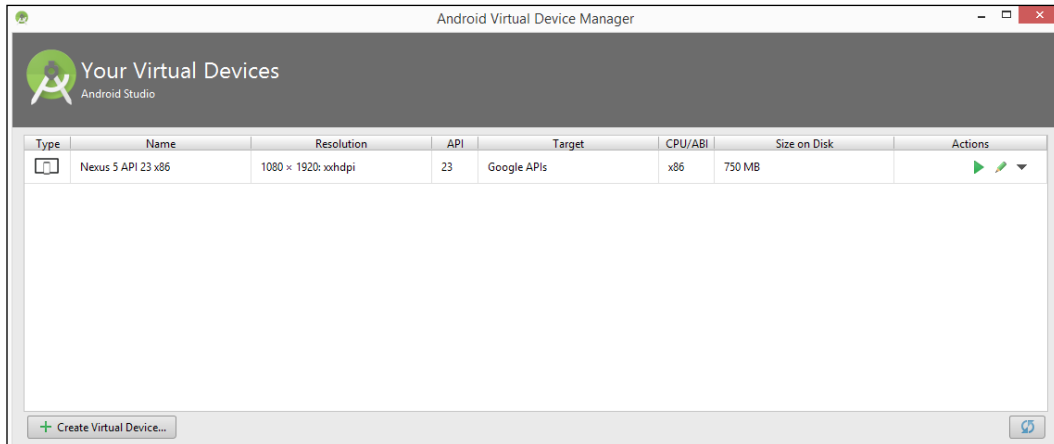 Android Virtual Device Manager
Your Virtual Devices
Android Studio
Type Name Resolution API Target CPU/ABI Size on Disk Actions
Nexus 5 API 23 x86 1080 × 1920: xxhdpi 23 Google APIs x86 750 MB
Create Virtual Device...